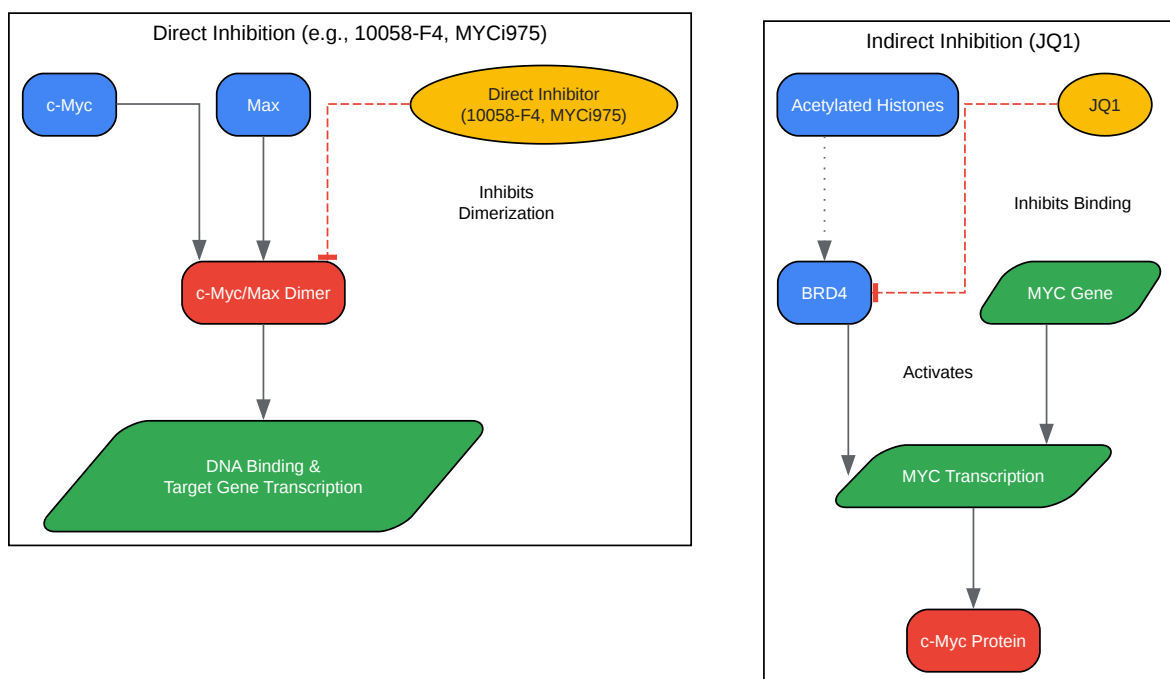 Direct Inhibition (e.g., 10058-F4, MYCi975)
c-Myc
Max
Direct Inhibitor
(10058-F4, MYCi975)
Inhibits
Dimerization
c-Myc/Max Dimer
DNA Binding &
Target Gene Transcription
Indirect Inhibition (JQ1)
Acetylated Histones
JQ1
Inhibits Binding
BRD4
MYC Gene
Activates
MYC Transcription
c-Myc Protein